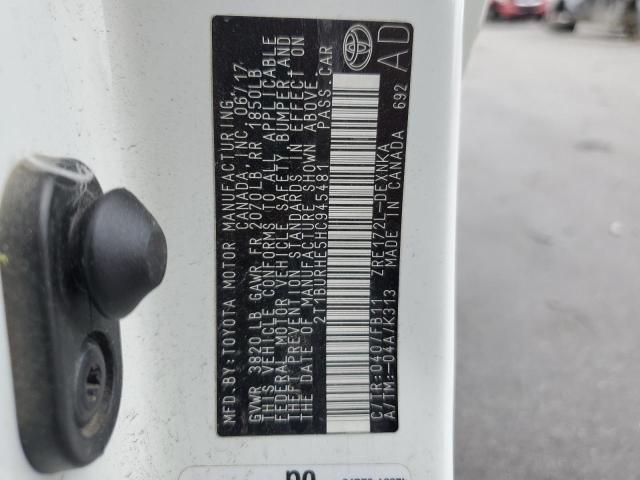 MFD.BY:TOYOTA MOTOR MANUFACTURING
CANADA INC. 06/17
GVWR 3820LB GAWR FR 2070LB RR 1850LB
THIS VEHICLE CONFORMS TO ALL APPLICABLE
FEDERAL MOTOR VEHICLE SAFETY, BUMPER AND
THEFT PREVENTION STANDARDS IN EFFECT ON
THE DATE OF MANUFACTURE SHOWN ABOVE.
2T1BURHE5HC945481 PASS.CAR
C/TR:040/FB11 ZRE172L-DEXNKA
A/TM:-04A/K313 MADE IN CANADA 692
AD